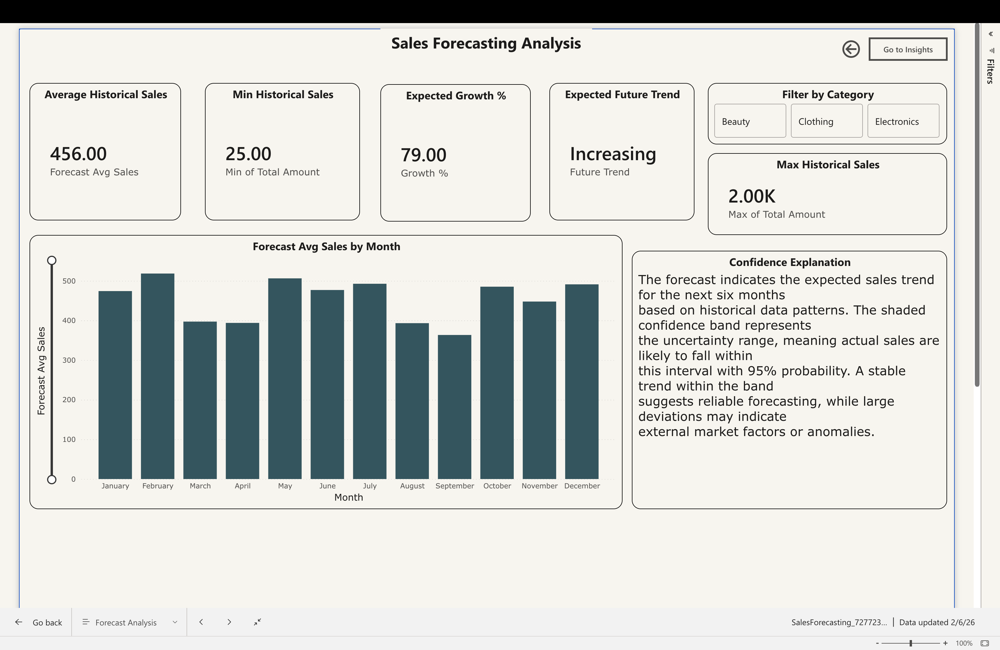 Sales Forecasting Analysis
Go to Insights
Filters
Average Historical Sales
456.00
Forecast Avg Sales
Min Historical Sales
25.00
Min of Total Amount
Expected Growth %
79.00
Growth %
Expected Future Trend
Increasing
Future Trend
Filter by Category
Beauty
Clothing
Electronics
Max Historical Sales
2.00K
Max of Total Amount
Forecast Avg Sales by Month
Forecast Avg Sales
500
400
300
200
100
0
January
February
March
April
May
June
July
August
September
October
November
December
Month
Confidence Explanation
The forecast indicates the expected sales trend
for the next six months
based on historical data patterns. The shaded
confidence band represents
the uncertainty range, meaning actual sales are
likely to fall within
this interval with 95% probability. A stable
trend within the band
suggests reliable forecasting, while large
deviations may indicate
external market factors or anomalies.
Go back
Forecast Analysis
SalesForecasting_727723... | Data updated 2/6/26
- + 100%